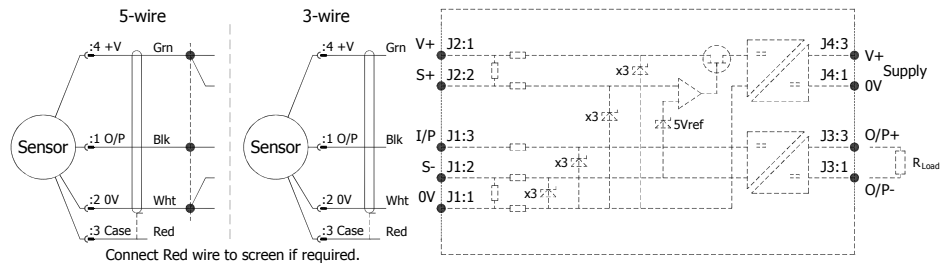 5-wire
:4 +V Grn
Sensor :1 O/P Blk
:2 0V Wht
:3 Case Red
3-wire
:4 +V Grn
Sensor :1 O/P Blk
:2 0V Wht
:3 Case Red
Connect Red wire to screen if required.
V+ J2:1
S+ J2:2
I/P J1:3
S- J1:2
0V J1:1
x3
x3
5Vref
x3
x3
J4:3 V+
Supply
J4:1 0V
J3:3 O/P+
RLoad
J3:1 O/P-